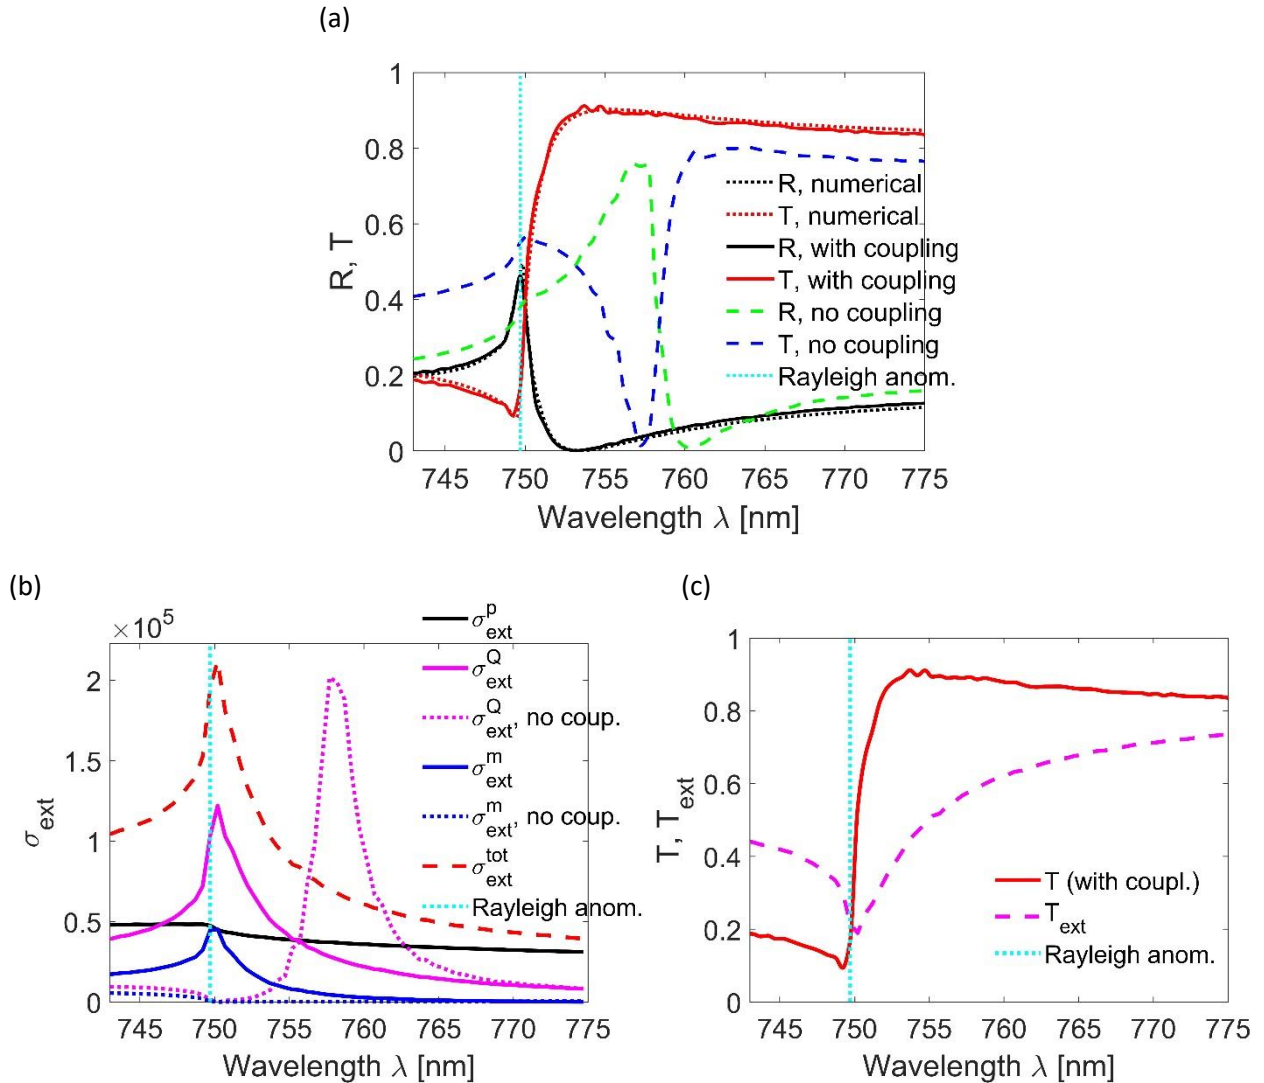 (a)
1
0.8
0.6
0.4
0.2
0
R, T
R, numerical
T, numerical
R, with coupling
T, with coupling
R, no coupling
T, no coupling
Rayleigh anom.
745 750 755 760 765 770 775
Wavelength λ [nm]
(b)
×10^5
2
1.5
1
0.5
0
σ_ext
σ^p_ext
σ^Q_ext
σ^Q_ext, no coup.
σ^m_ext
σ^m_ext, no coup.
σ^tot_ext
Rayleigh anom.
745 750 755 760 765 770 775
Wavelength λ [nm]
(c)
1
0.8
0.6
0.4
0.2
0
T, T_ext
T (with coupl.)
T_ext
Rayleigh anom.
745 750 755 760 765 770 775
Wavelength λ [nm]